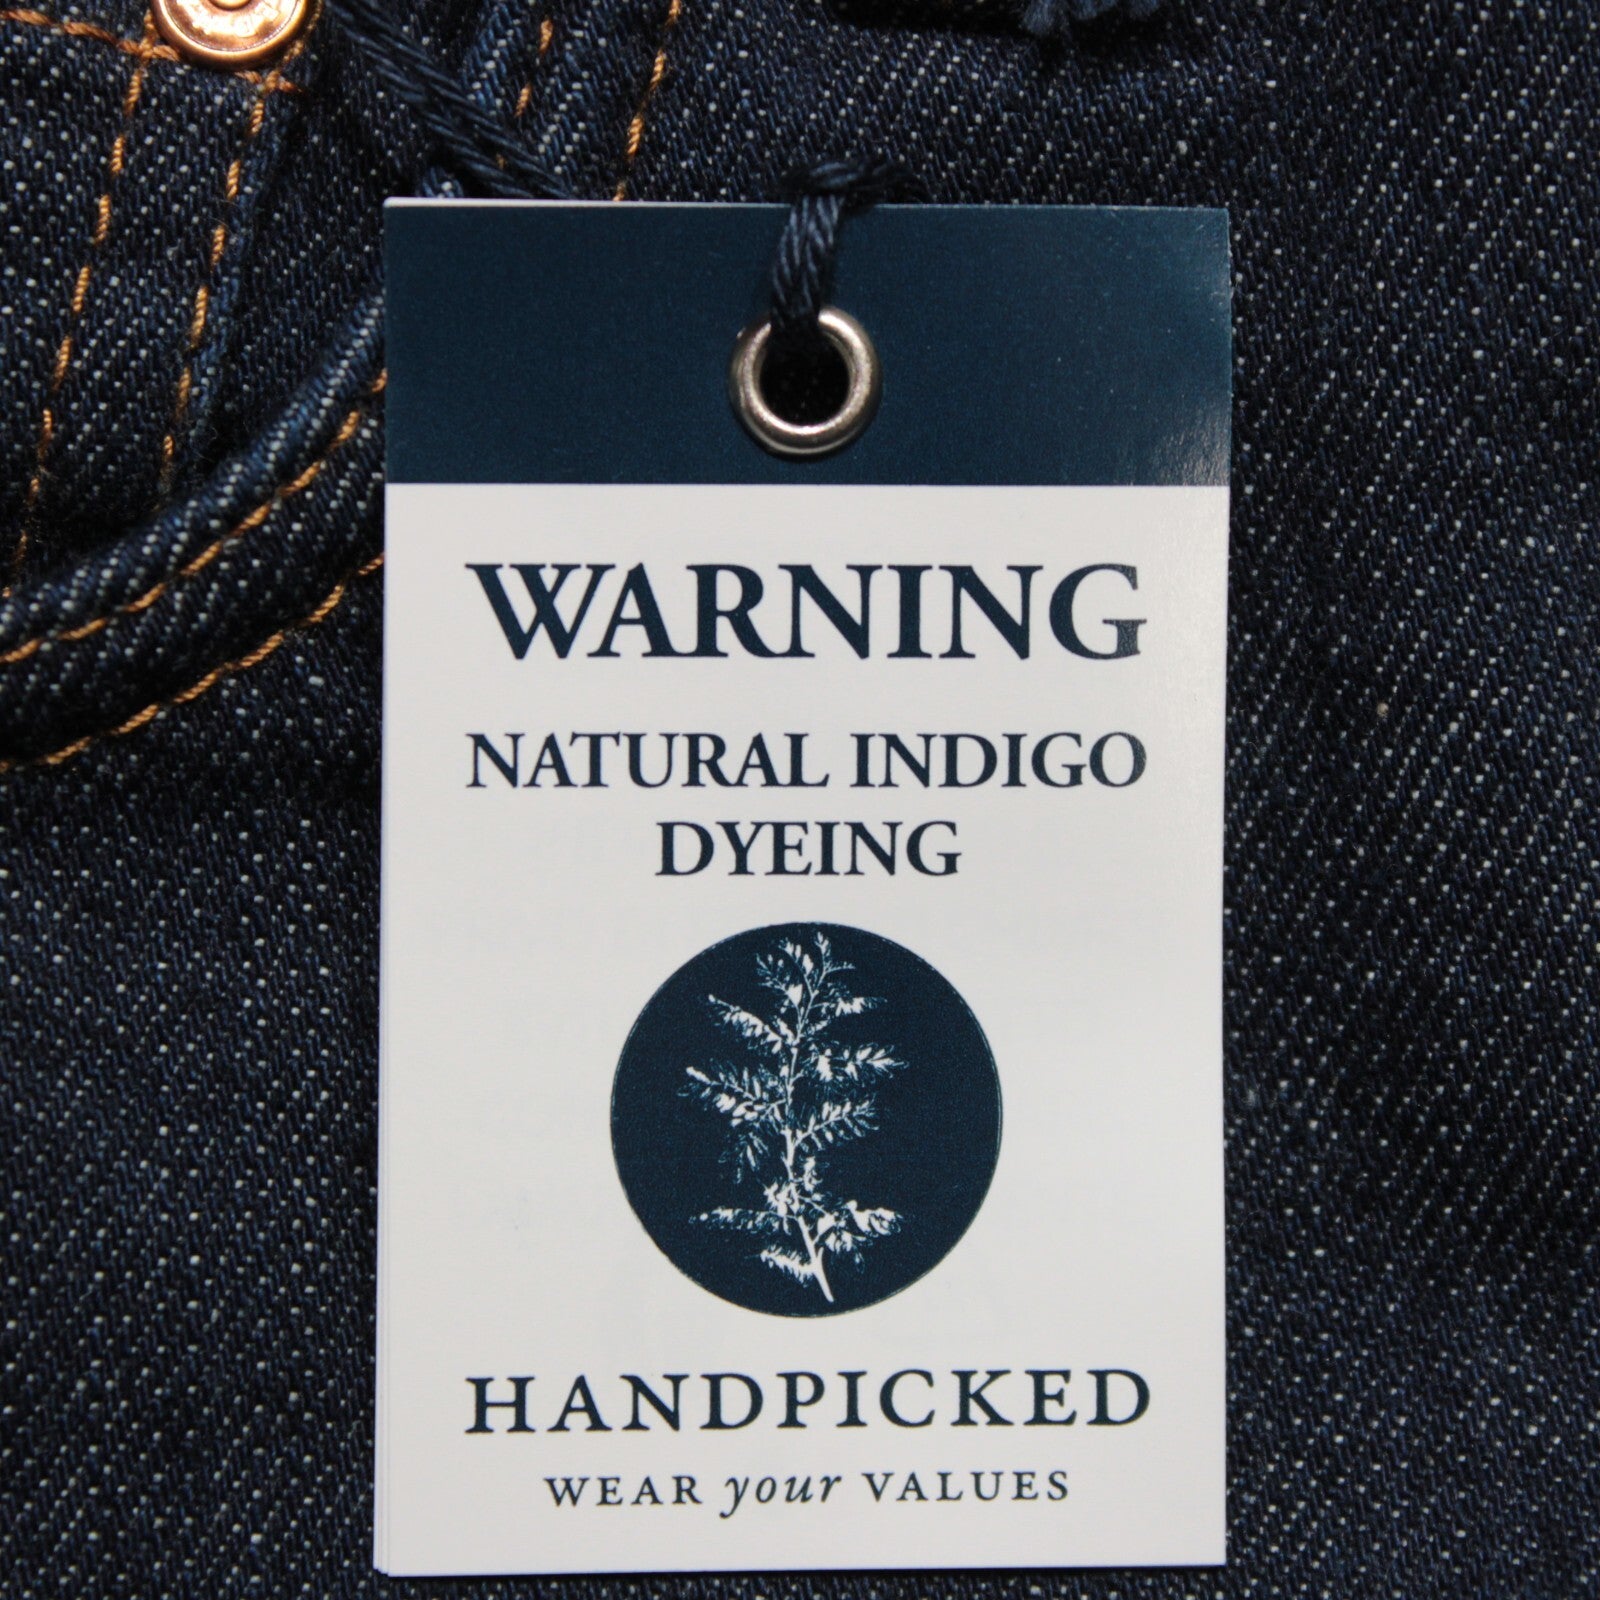 WARNING
NATURAL INDIGO
DYEING
HANDPICKED
WEAR your VALUES